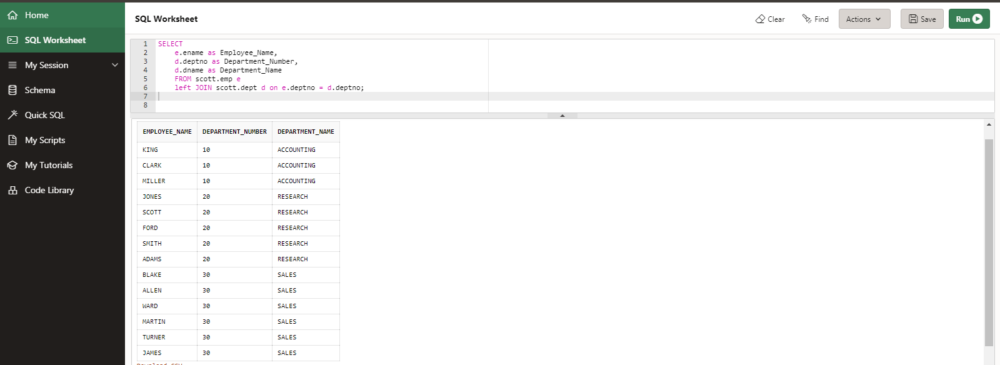 Home
SQL Worksheet
My Session
Schema
Quick SQL
My Scripts
My Tutorials
Code Library
SQL Worksheet
Clear
Find
Actions
Save
Run
1 SELECT
2 e.ename as Employee_Name,
3 d.deptno as Department_Number,
4 d.dname as Department_Name
5 FROM scott.emp e
6 left JOIN scott.dept d on e.deptno = d.deptno;
7
8
EMPLOYEE_NAME DEPARTMENT_NUMBER DEPARTMENT_NAME
KING 10 ACCOUNTING
CLARK 10 ACCOUNTING
MILLER 10 ACCOUNTING
JONES 20 RESEARCH
SCOTT 20 RESEARCH
FORD 20 RESEARCH
SMITH 20 RESEARCH
ADAMS 20 RESEARCH
BLAKE 30 SALES
ALLEN 30 SALES
WARD 30 SALES
MARTIN 30 SALES
TURNER 30 SALES
JAMES 30 SALES
Download CSV